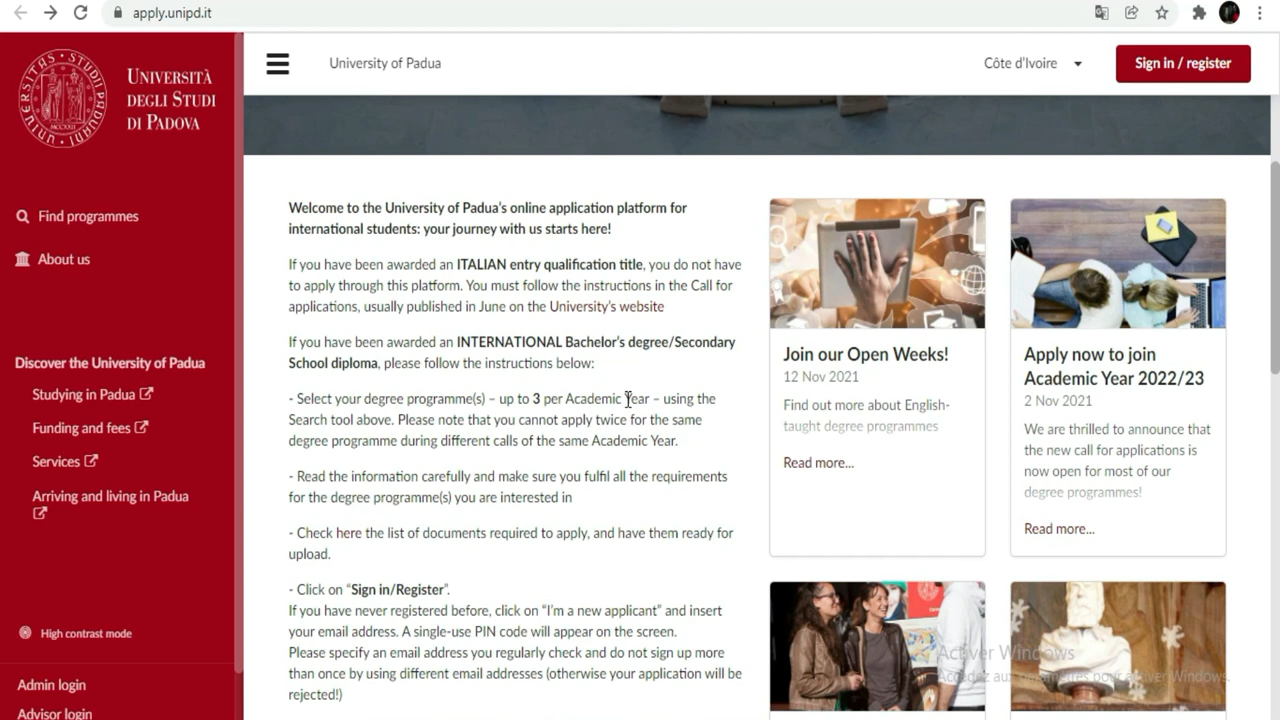 apply.unipd.it
UNIVERSITÀ
DEGLI STUDI
DI PADOVA
UNIVERSITAS STUDII PADUANI
MCCXXII
University of Padua
Côte d'Ivoire
Sign in / register
Find programmes
About us
Discover the University of Padua
Studying in Padua
Funding and fees
Services
Arriving and living in Padua
High contrast mode
Admin login
Advisor login
Welcome to the University of Padua's online application platform for
international students: your journey with us starts here!
If you have been awarded an ITALIAN entry qualification title, you do not have
to apply through this platform. You must follow the instructions in the Call for
applications, usually published in June on the University's website
If you have been awarded an INTERNATIONAL Bachelor's degree/Secondary
School diploma, please follow the instructions below:
- Select your degree programme(s) – up to 3 per Academic Year – using the
Search tool above. Please note that you cannot apply twice for the same
degree programme during different calls of the same Academic Year.
- Read the information carefully and make sure you fulfil all the requirements
for the degree programme(s) you are interested in
- Check here the list of documents required to apply, and have them ready for
upload.
- Click on “Sign in/Register”.
If you have never registered before, click on “I'm a new applicant” and insert
your email address. A single-use PIN code will appear on the screen.
Please specify an email address you regularly check and do not sign up more
than once by using different email addresses (otherwise your application will be
rejected!)
Join our Open Weeks!
12 Nov 2021
Find out more about English-
taught degree programmes
Read more...
Apply now to join
Academic Year 2022/23
2 Nov 2021
We are thrilled to announce that
the new call for applications is
now open for most of our
degree programmes!
Read more...
Activer Windows
Accédez aux paramètres pour activer Windows.